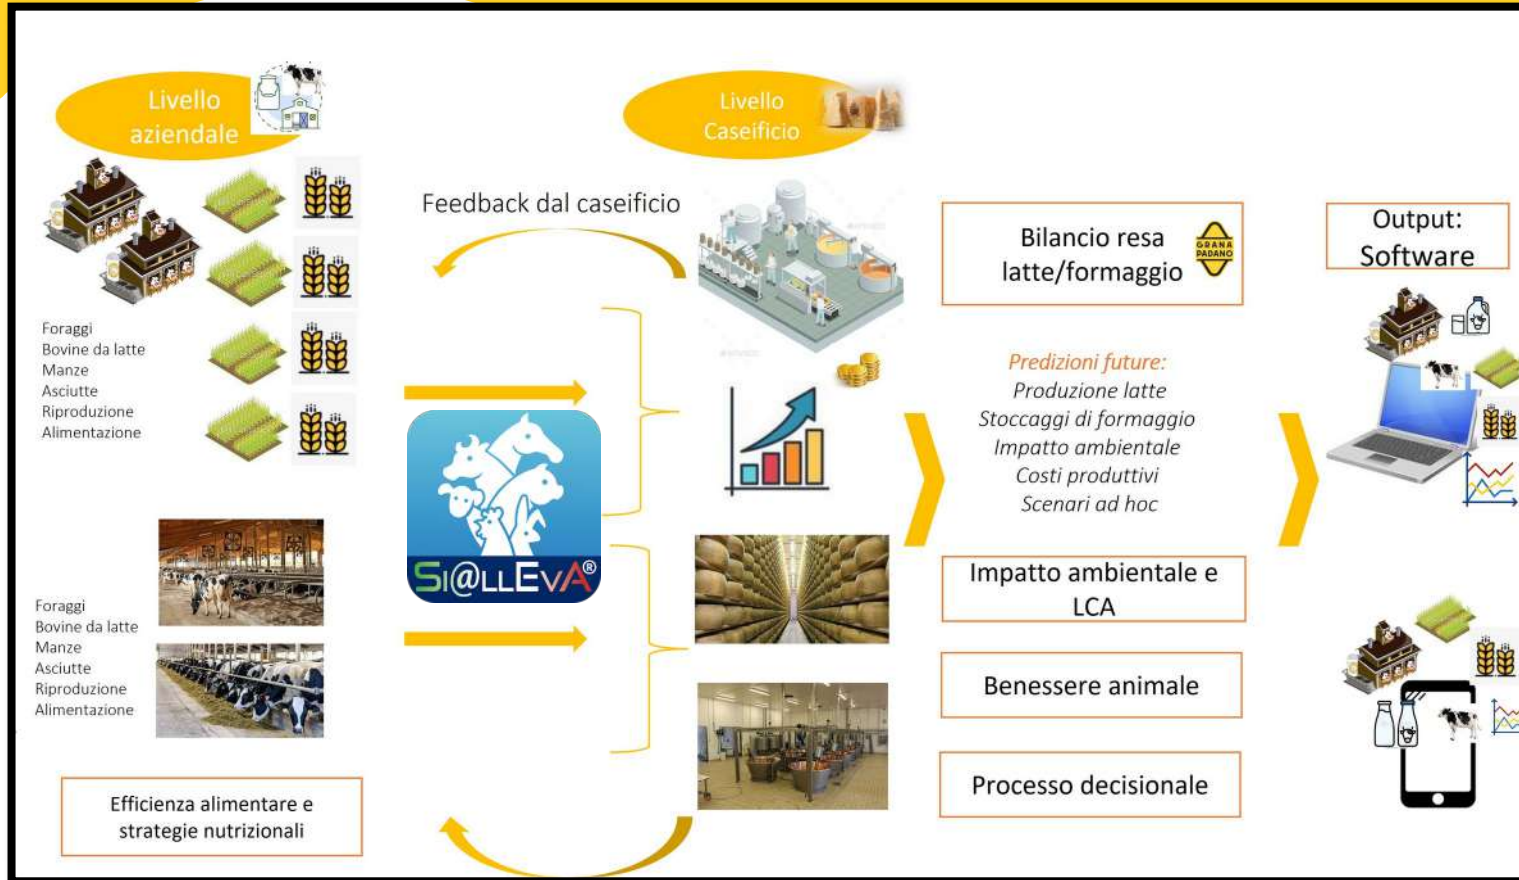 Livello
aziendale
Livello
Caseificio
Feedback dal caseificio
Foraggi
Bovine da latte
Manze
Asciutte
Riproduzione
Alimentazione
SI@LLEVA®
Foraggi
Bovine da latte
Manze
Asciutte
Riproduzione
Alimentazione
Efficienza alimentare e
strategie nutrizionali
Bilancio resa
latte/formaggio
GRANA
PADANO
Predizioni future:
Produzione latte
Stoccaggi di formaggio
Impatto ambientale
Costi produttivi
Scenari ad hoc
Impatto ambientale e
LCA
Benessere animale
Processo decisionale
Output:
Software